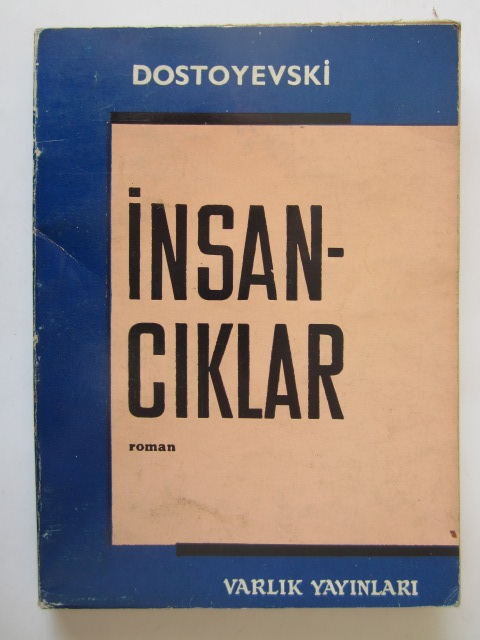 DOSTOYEVSKİ
İNSAN-
CIKLAR
roman
VARLIK YAYINLARI